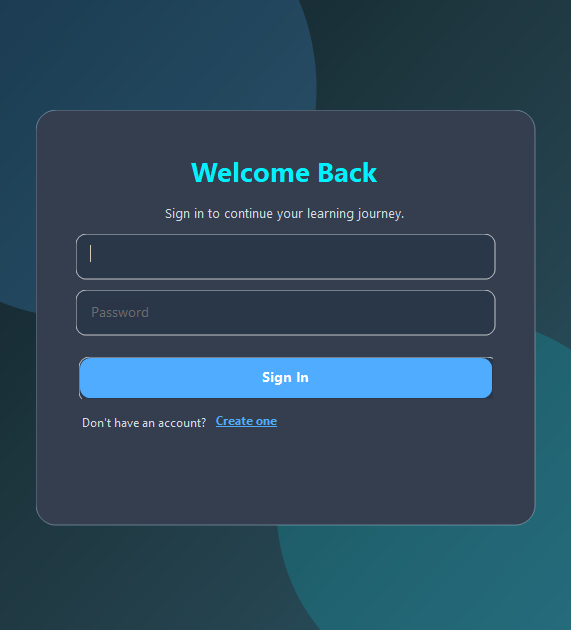 Welcome Back
Sign in to continue your learning journey.
Password
Sign In
Don't have an account? Create one